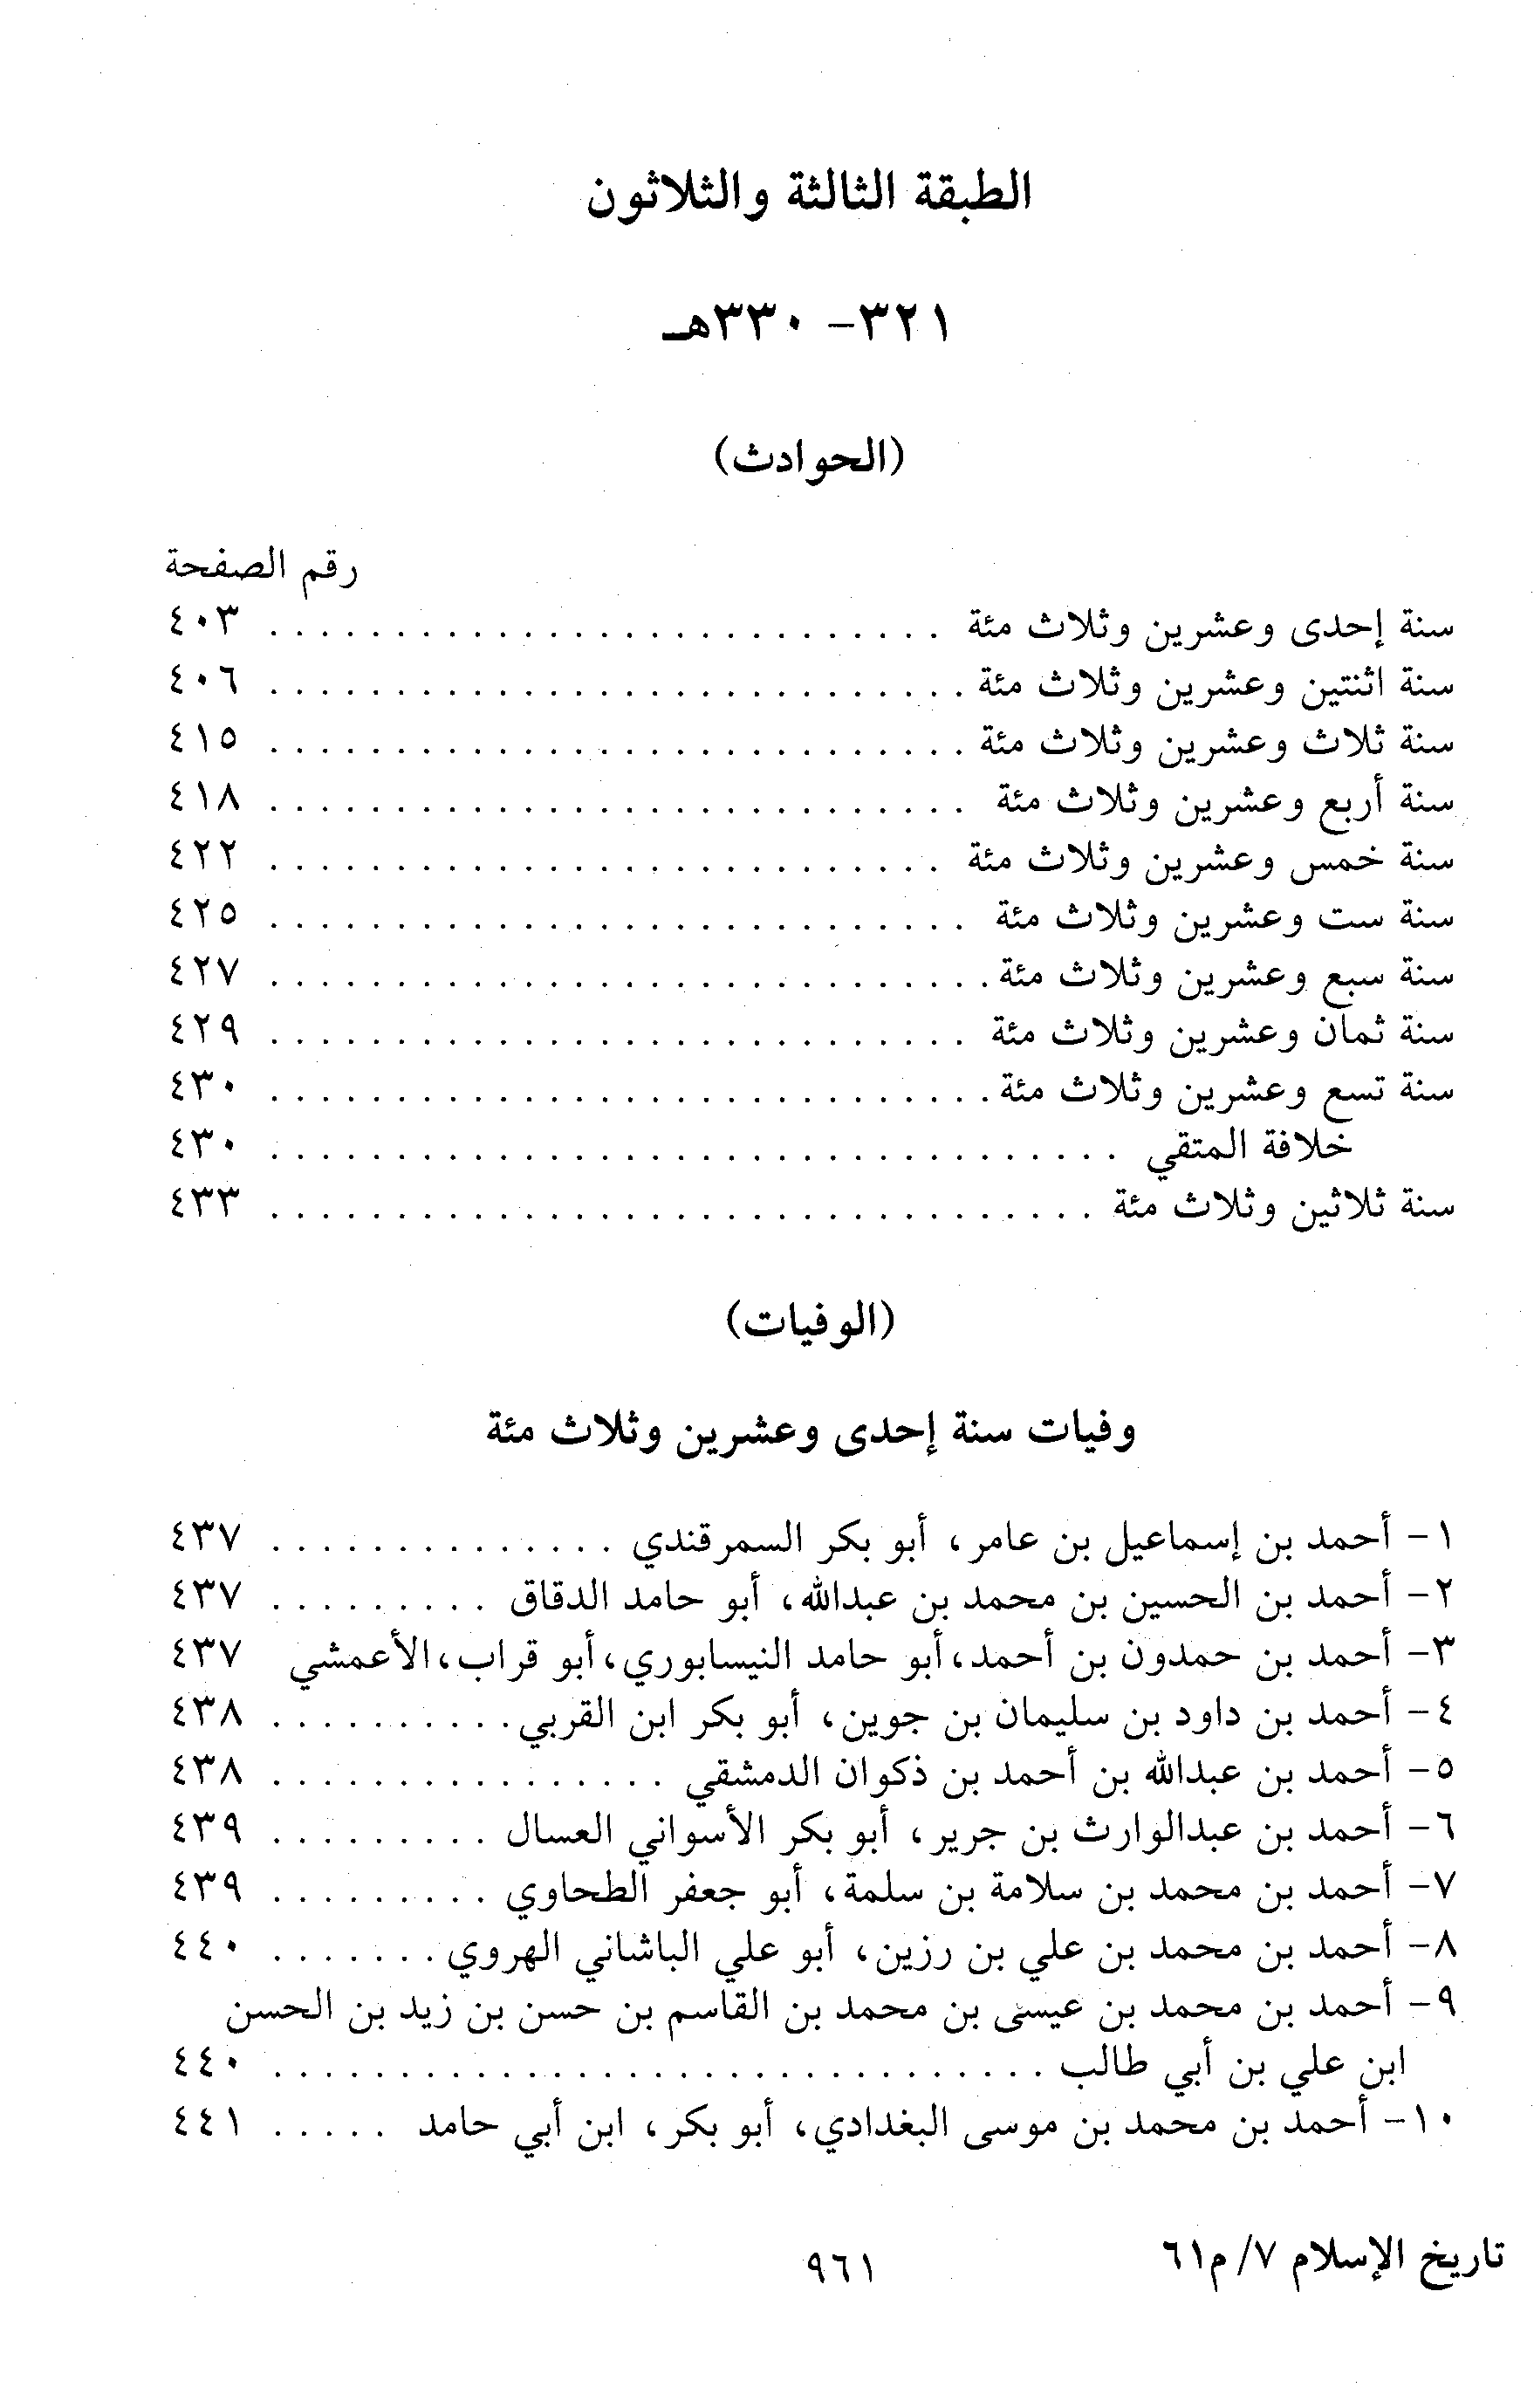 الطبقة الثالثة والثلاثون
٣٢١- ٣٣٠هـ
(الحوادث)
رقم الصفحة
سنة إحدى وعشرين وثلاث مئة . . . . . . . . . . . . . . . . . . . . . . . . . . . ٤٠٣
سنة اثنتين وعشرين وثلاث مئة . . . . . . . . . . . . . . . . . . . . . . . . . . . . ٤٠٦
سنة ثلاث وعشرين وثلاث مئة . . . . . . . . . . . . . . . . . . . . . . . . . . . . ٤١٥
سنة أربع وعشرين وثلاث مئة . . . . . . . . . . . . . . . . . . . . . . . . . . . . ٤١٨
سنة خمس وعشرين وثلاث مئة . . . . . . . . . . . . . . . . . . . . . . . . . . . ٤٢٢
سنة ست وعشرين وثلاث مئة . . . . . . . . . . . . . . . . . . . . . . . . . . . . ٤٢٥
سنة سبع وعشرين وثلاث مئة . . . . . . . . . . . . . . . . . . . . . . . . . . . . . ٤٢٧
سنة ثمان وعشرين وثلاث مئة . . . . . . . . . . . . . . . . . . . . . . . . . . . . ٤٢٩
سنة تسع وعشرين وثلاث مئة . . . . . . . . . . . . . . . . . . . . . . . . . . . . . ٤٣٠
خلافة المتقي . . . . . . . . . . . . . . . . . . . . . . . . . . . . . . . . . . ٤٣٠
سنة ثلاثين وثلاث مئة . . . . . . . . . . . . . . . . . . . . . . . . . . . . . . . . . ٤٣٣
(الوفيات)
وفيات سنة إحدى وعشرين وثلاث مئة
١- أحمد بن إسماعيل بن عامر، أبو بكر السمرقندي . . . . . . . . . . . . . . ٤٣٧
٢- أحمد بن الحسين بن محمد بن عبدالله، أبو حامد الدقاق . . . . . . . . . ٤٣٧
٣- أحمد بن حمدون بن أحمد، أبو حامد النيسابوري، أبو قراب، الأعمشي ٤٣٧
٤- أحمد بن داود بن سليمان بن جوين، أبو بكر ابن القربي . . . . . . . . . . ٤٣٨
٥- أحمد بن عبدالله بن أحمد بن ذكوان الدمشقي . . . . . . . . . . . . . . . . ٤٣٨
٦- أحمد بن عبدالوارث بن جرير، أبو بكر الأسواني العسال . . . . . . . . . ٤٣٩
٧- أحمد بن محمد بن سلامة بن سلمة، أبو جعفر الطحاوي . . . . . . . . . ٤٣٩
٨- أحمد بن محمد بن علي بن رزين، أبو علي الباشاني الهروي . . . . . . . ٤٤٠
٩- أحمد بن محمد بن عيسى بن محمد بن القاسم بن حسن بن زيد بن الحسن
ابن علي بن أبي طالب . . . . . . . . . . . . . . . . . . . . . . . . . . . . . . . ٤٤٠
١٠- أحمد بن محمد بن موسى البغدادي، أبو بكر، ابن أبي حامد . . . . . ٤٤١
تاريخ الإسلام ٧/ م٦١
٩٦١